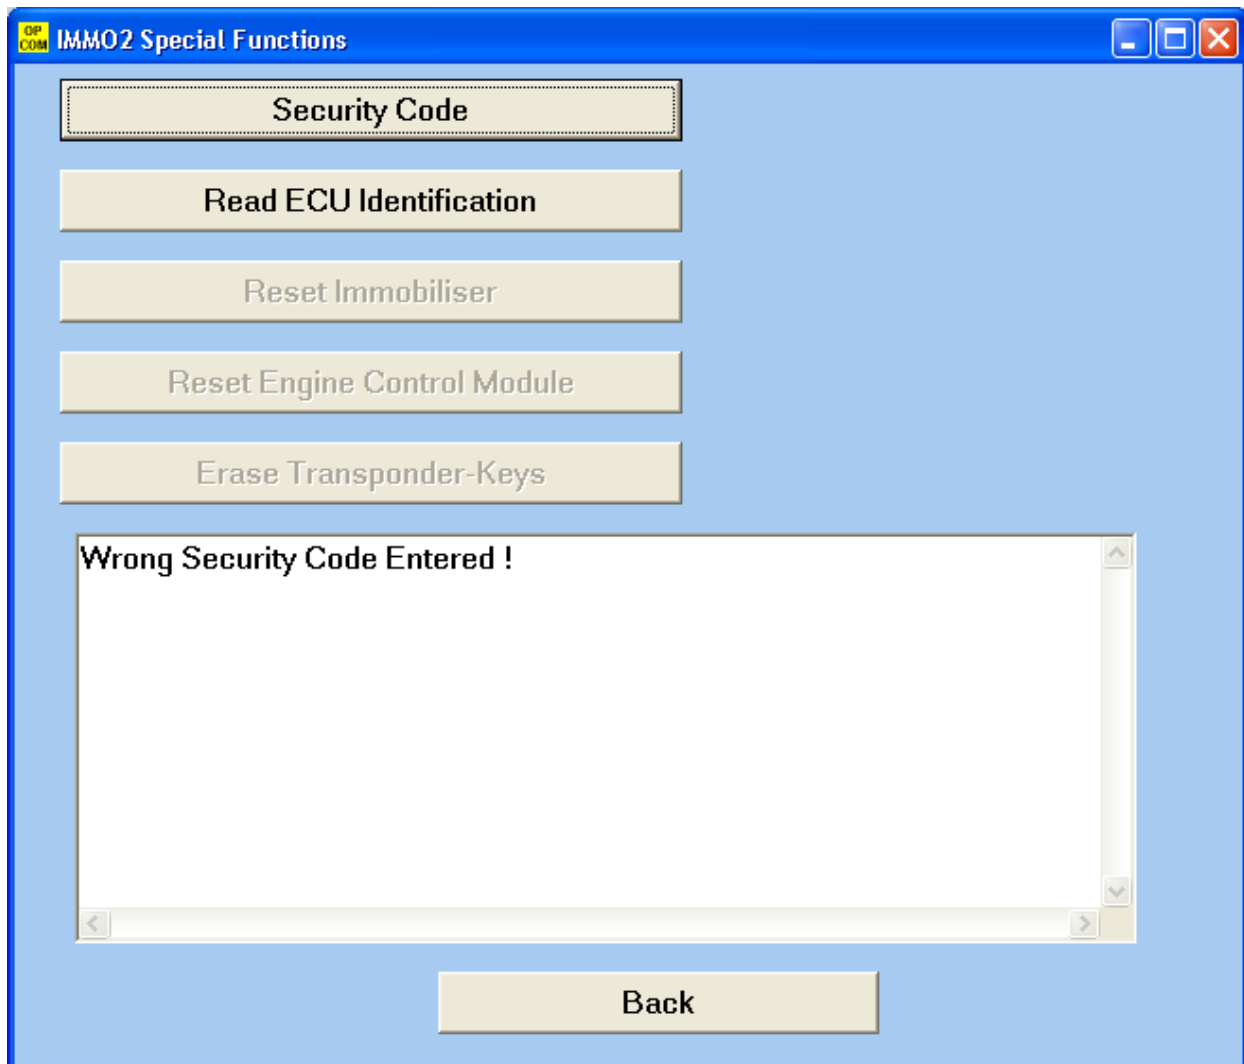 OP
COM
IMMO2 Special Functions
Security Code
Read ECU Identification
Reset Immobiliser
Reset Engine Control Module
Erase Transponder-Keys
Wrong Security Code Entered !
Back